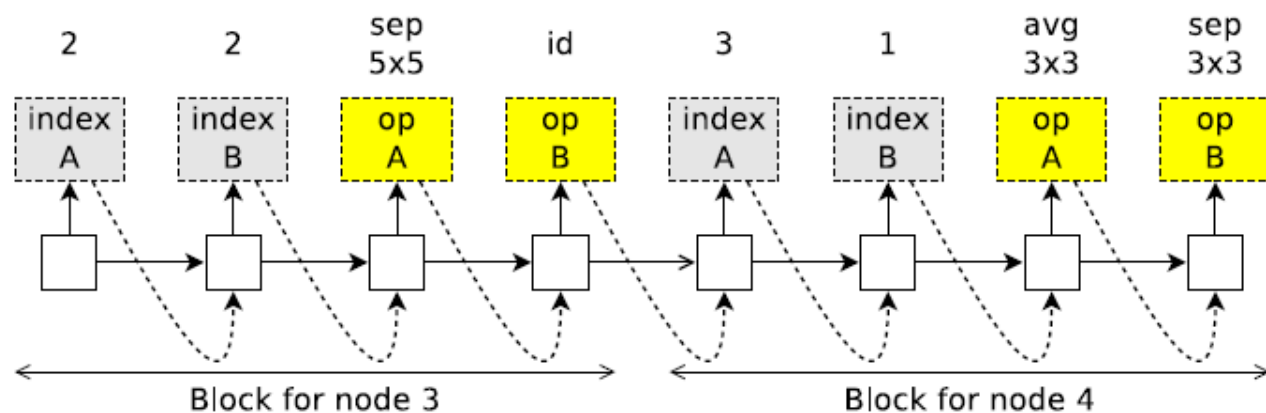 2 2 sep id 3 1 avg sep
5x5 3x3 3x3
index index op op index index op op
A B A B A B A B
Block for node 3 Block for node 4